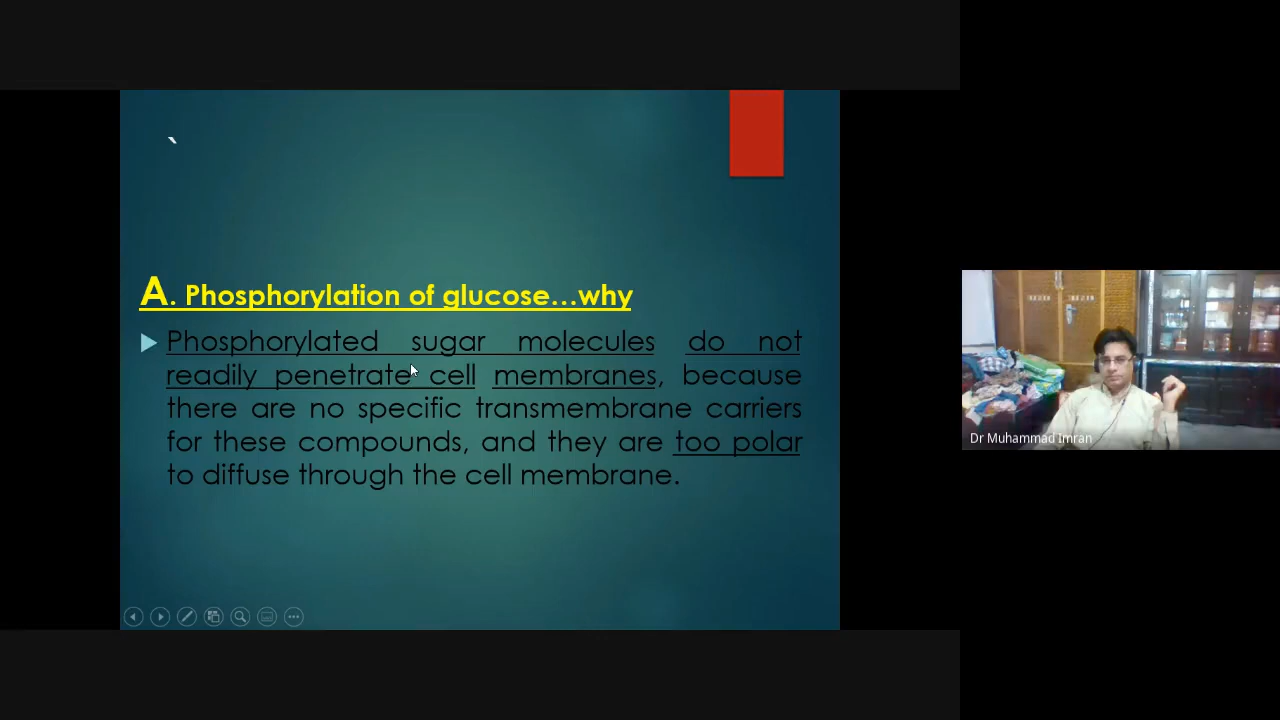 `
A. Phosphorylation of glucose...why
Phosphorylated sugar molecules do not
readily penetrate cell membranes, because
there are no specific transmembrane carriers
for these compounds, and they are too polar
to diffuse through the cell membrane.
Dr Muhammad Imran